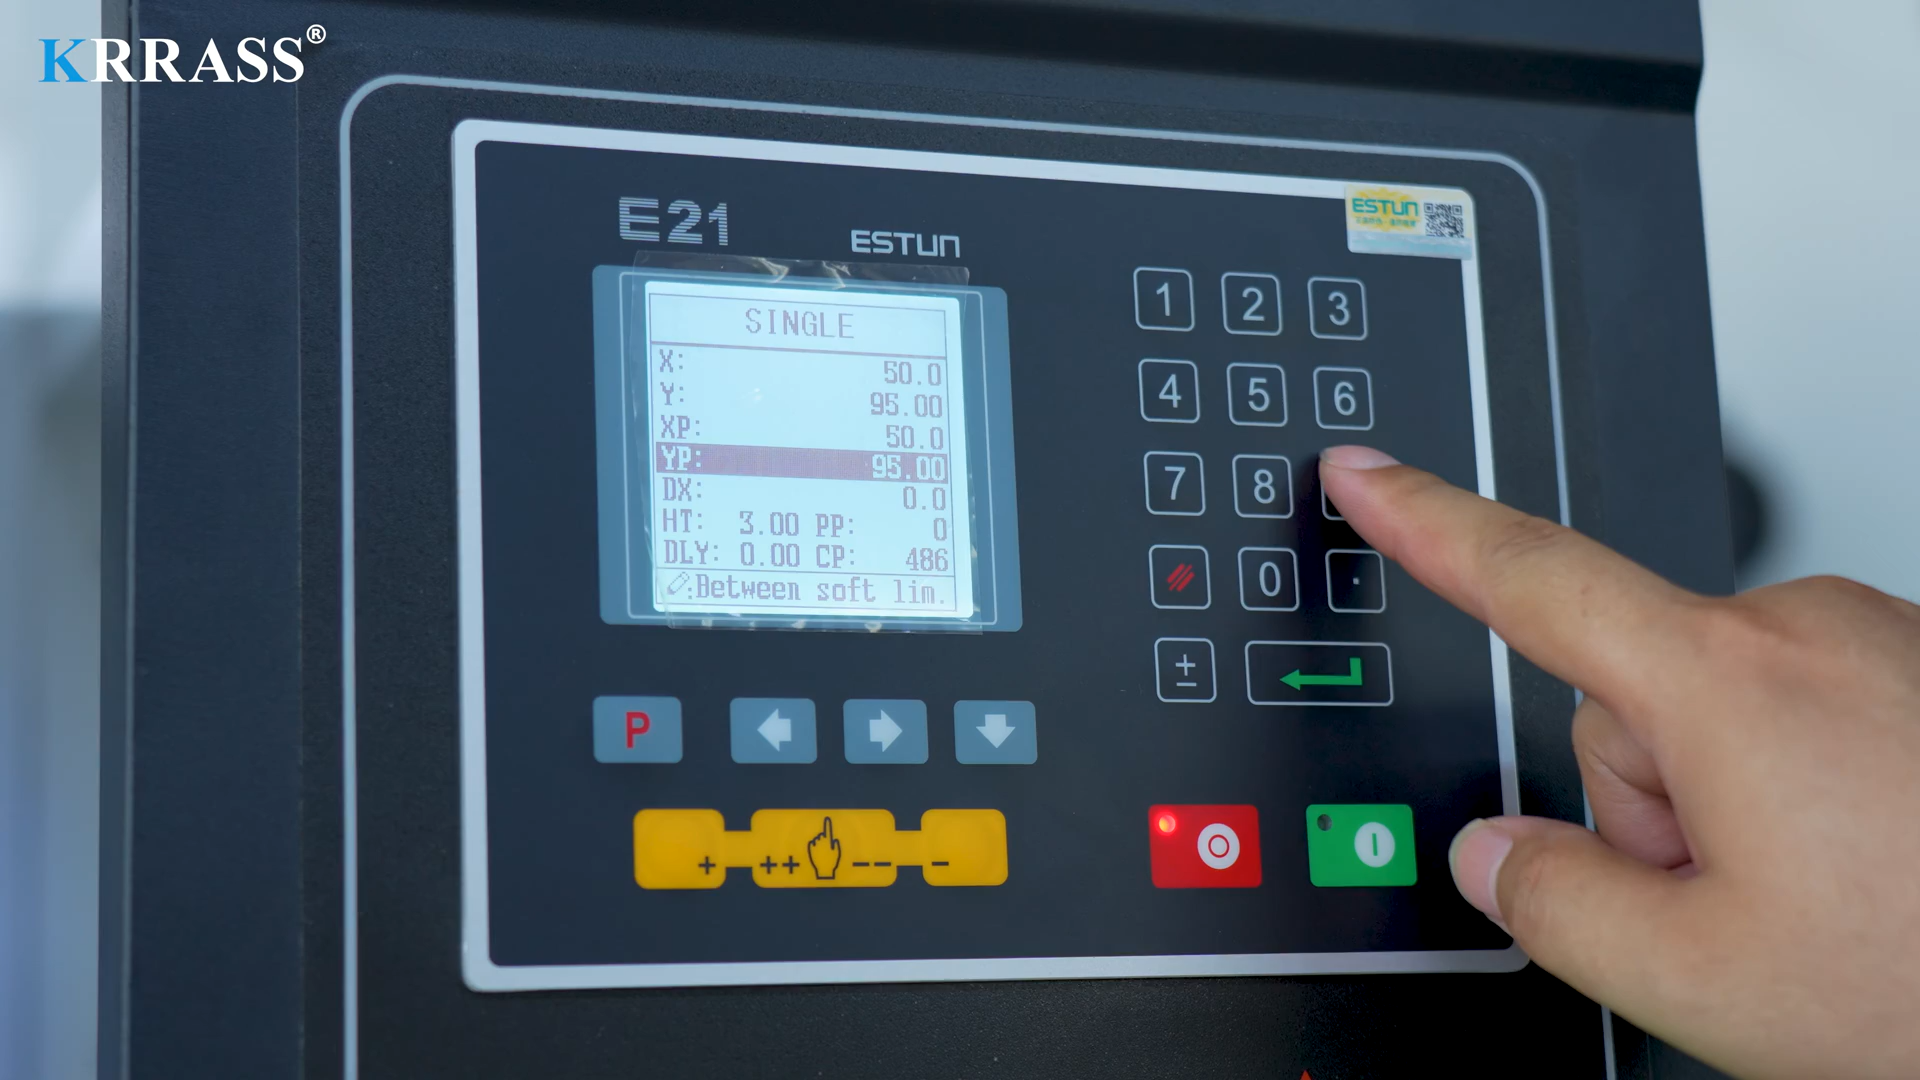 KRRASS®
E21
ESTUN
ESTUN
SINGLE
X: 50.0
Y: 95.00
XP: 50.0
YP: 95.00
DX: 0.0
HT: 3.00 PP: 0
DLY: 0.00 CP: 486
:Between soft lim.
1 2 3
4 5 6
7 8
0 .
±
P
+ ++ -- -